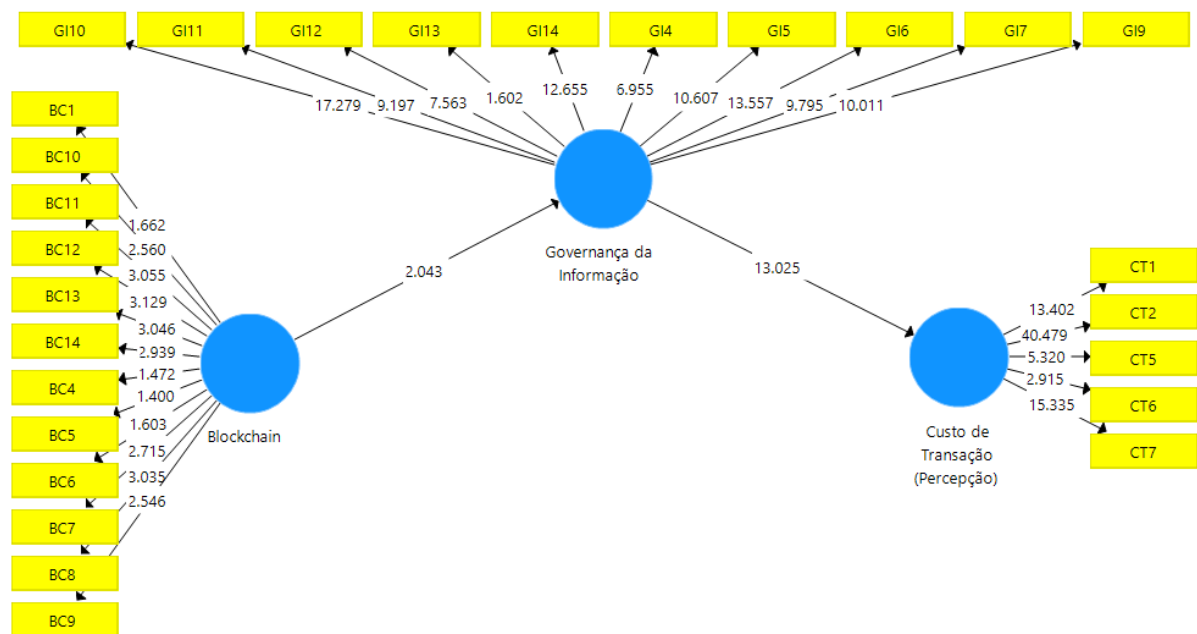 GI10 GI11 GI12 GI13 GI14 GI4 GI5 GI6 GI7 GI9
17.279 9.197 7.563 1.602 12.655 6.955 10.607 13.557 9.795 10.011
BC1
BC10
BC11
BC12
BC13
BC14
BC4
BC5
BC6
BC7
BC8
BC9
1.662
2.560
3.055
3.129
3.046
2.939
1.472
1.400
1.603
2.715
3.035
2.546
Blockchain
2.043
Governança da
Informação
13.025
Custo de
Transação
(Percepção)
13.402
40.479
5.320
2.915
15.335
CT1
CT2
CT5
CT6
CT7